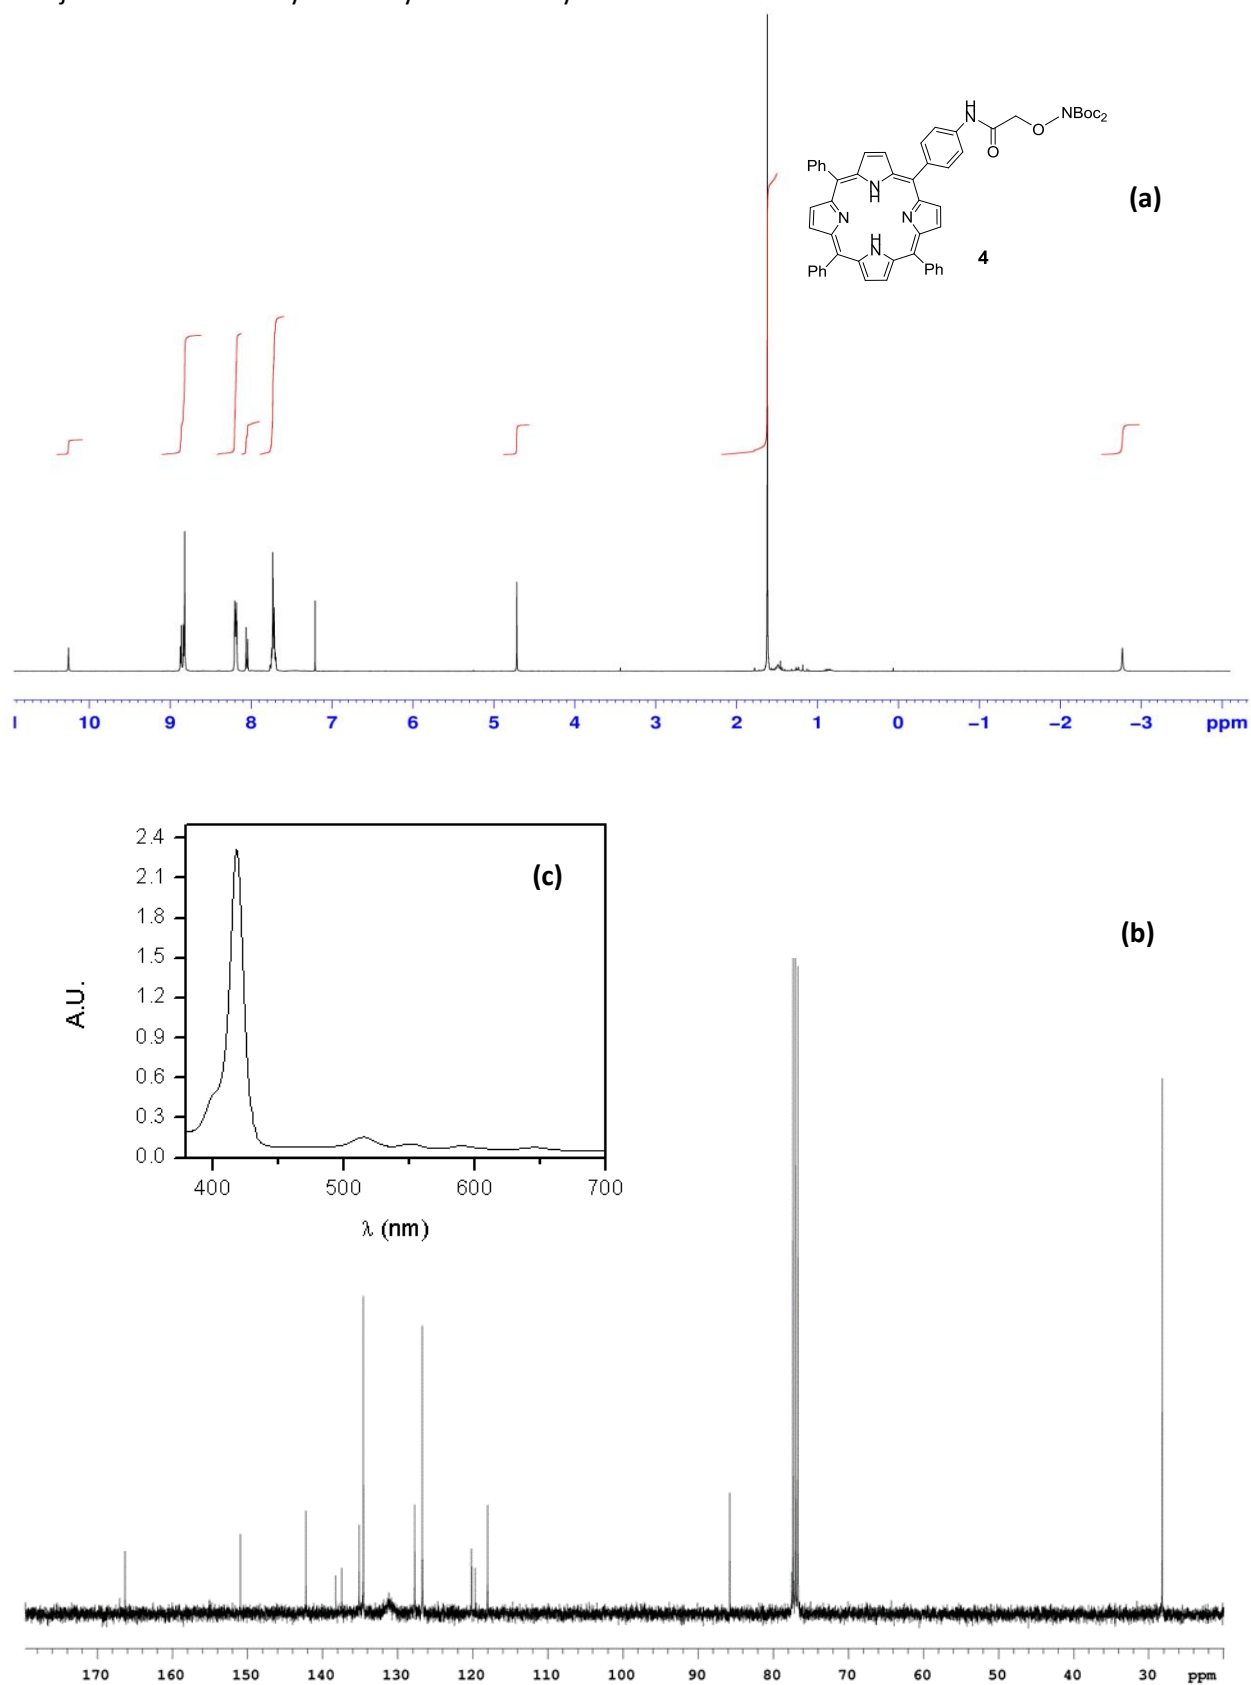 H
N
O
O
NBoc2
Ph
N
H
N
N
H
N
Ph
Ph
4
(a)
10 9 8 7 6 5 4 3 2 1 0 −1 −2 −3 ppm
2.4
2.1
1.8
1.5
1.2
0.9
0.6
0.3
0.0
A.U.
(c)
400 500 600 700
λ (nm)
(b)
170 160 150 140 130 120 110 100 90 80 70 60 50 40 30 ppm